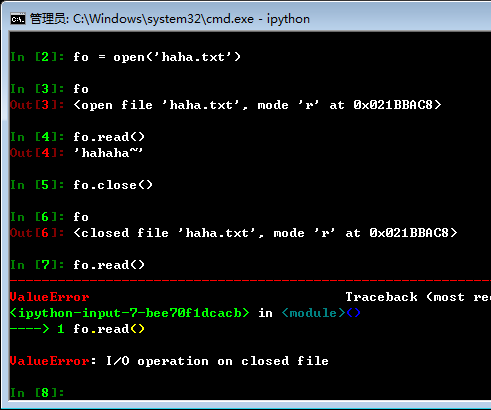 管理员: C:\Windows\system32\cmd.exe - ipython
In [2]: fo = open('haha.txt')
In [3]: fo
Out[3]: <open file 'haha.txt', mode 'r' at 0x021BBAC8>
In [4]: fo.read()
Out[4]: 'hahaha~'
In [5]: fo.close()
In [6]: fo
Out[6]: <closed file 'haha.txt', mode 'r' at 0x021BBAC8>
In [7]: fo.read()
ValueError Traceback (most rec
<ipython-input-7-bee70f1dcacb> in <module>()
----> 1 fo.read()
ValueError: I/O operation on closed file
In [8]: